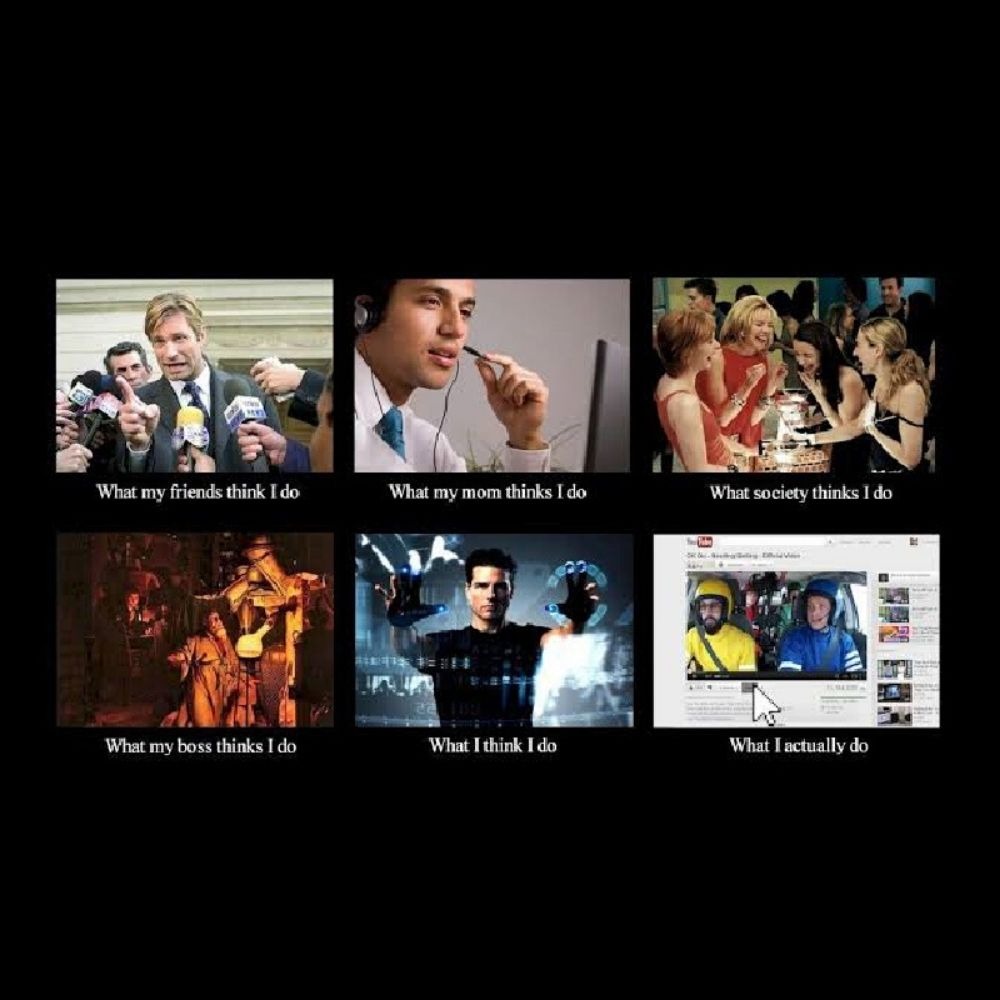 What my friends think I do
What my mom thinks I do
What society thinks I do
What my boss thinks I do
What I think I do
What I actually do
YouTube